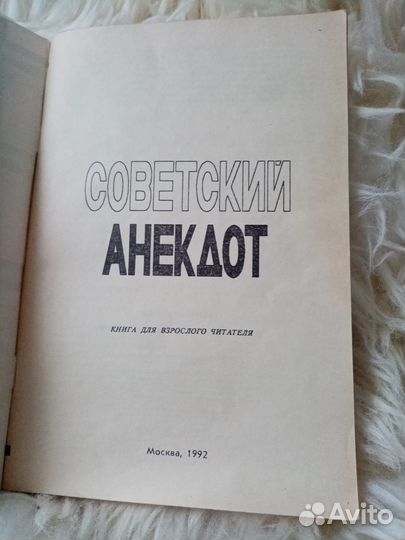 СОВЕТСКИЙ
АНЕКДОТ
КНИГА ДЛЯ ВЗРОСЛОГО ЧИТАТЕЛЯ
Москва, 1992
Avito